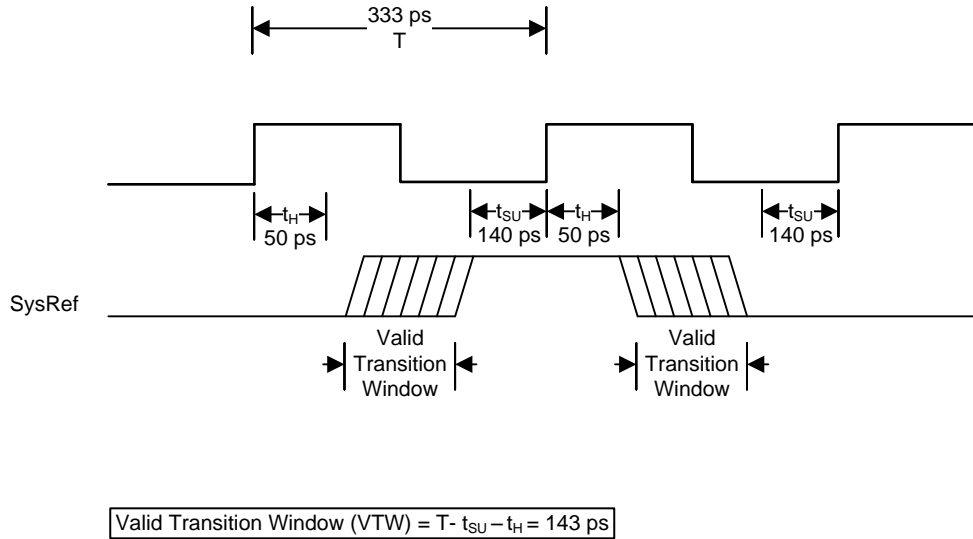 333 ps
T
tH
50 ps
tSU
140 ps
tH
50 ps
tSU
140 ps
SysRef
Valid
Transition
Window
Valid
Transition
Window
Valid Transition Window (VTW) = T- tSU – tH = 143 ps